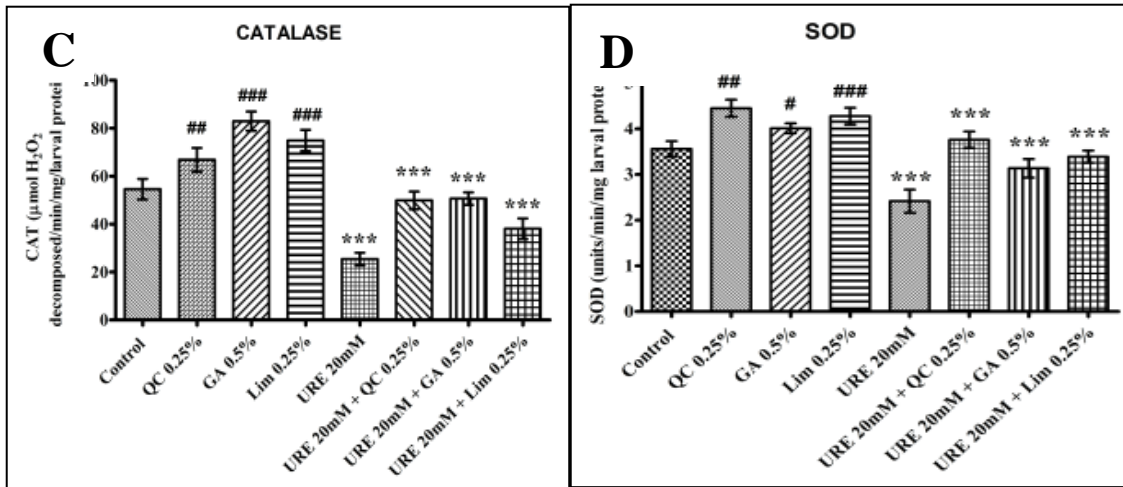 C
CATALASE
CAT (μmol H₂O₂
decomposed/min/mg/larval protei
00
80
60
40
20
0
##
###
###
***
***
***
***
Control
QC 0.25%
GA 0.5%
Lim 0.25%
URE 20mM
URE 20mM + QC 0.25%
URE 20mM + GA 0.5%
URE 20mM + Lim 0.25%
D
SOD
SOD (units/min/mg larval prote
4
3
2
1
0
##
#
###
***
***
***
***
Control
QC 0.25%
GA 0.5%
Lim 0.25%
URE 20mM
URE 20mM + QC 0.25%
URE 20mM + GA 0.5%
URE 20mM + Lim 0.25%